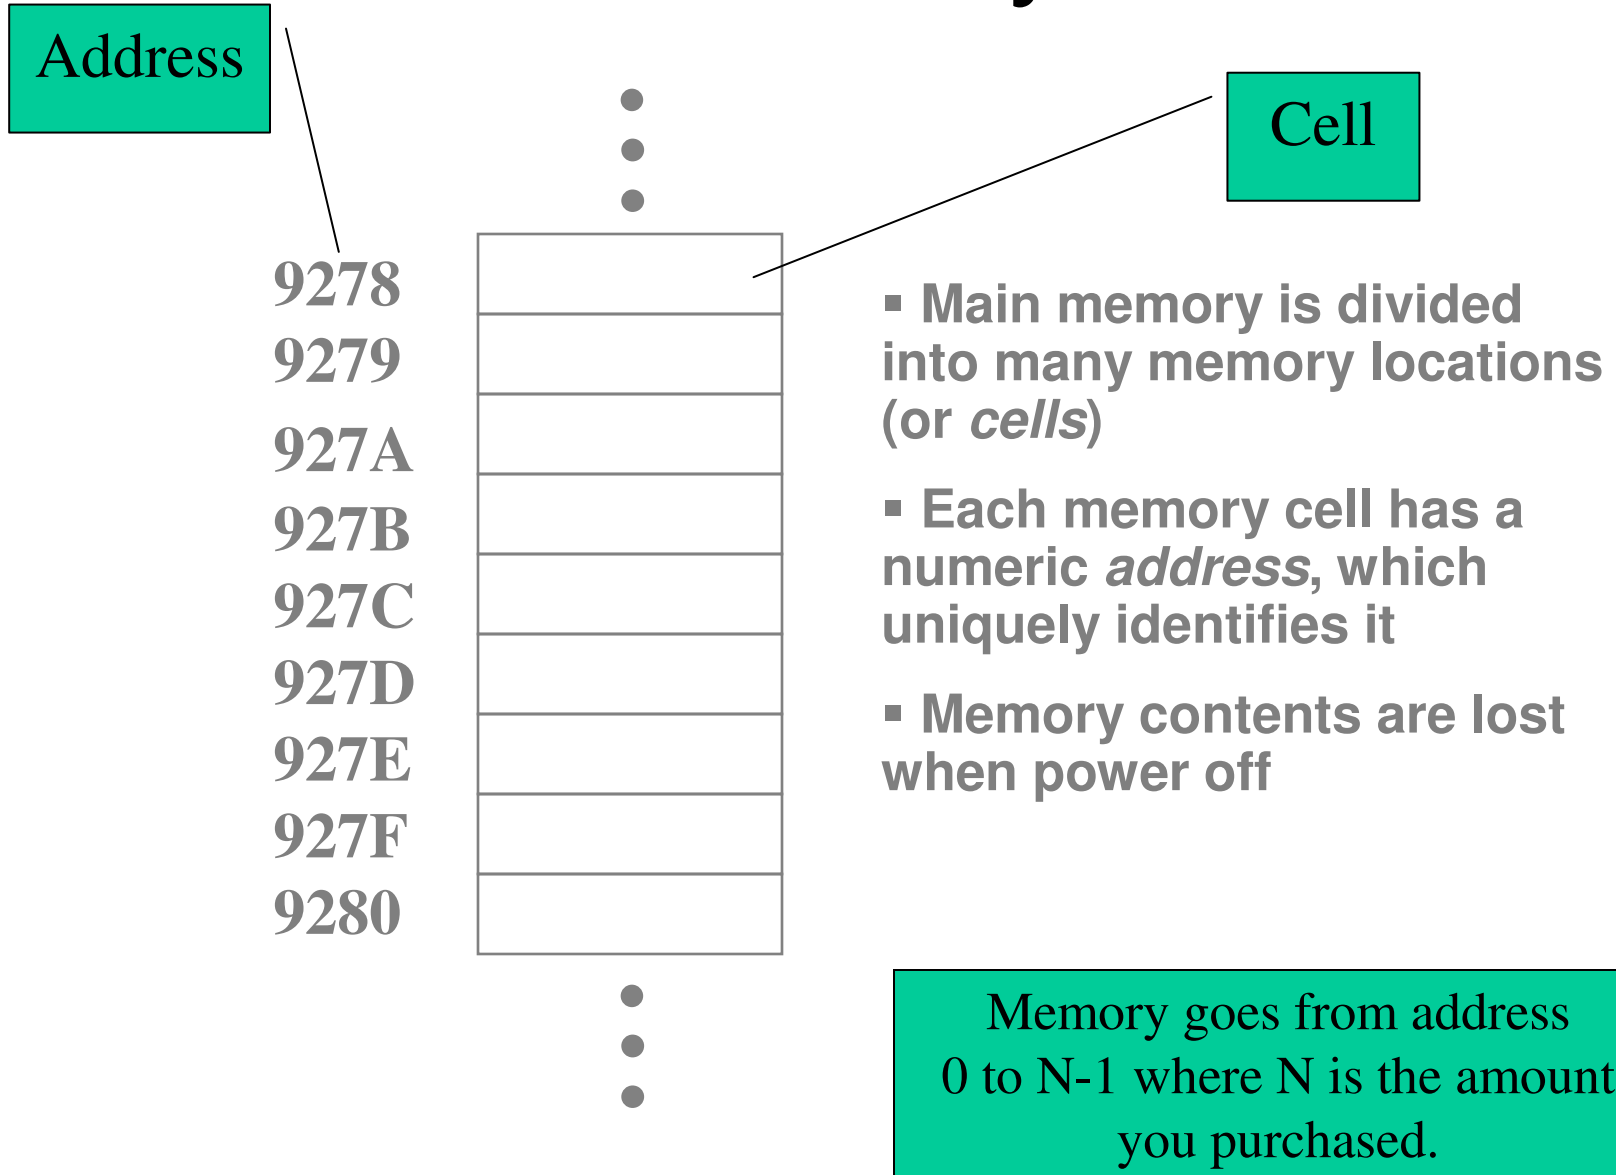 Address
Cell
9278
9279
927A
927B
927C
927D
927E
927F
9280
▪ Main memory is divided
into many memory locations
(or cells)
▪ Each memory cell has a
numeric address, which
uniquely identifies it
▪ Memory contents are lost
when power off
Memory goes from address
0 to N-1 where N is the amount
you purchased.